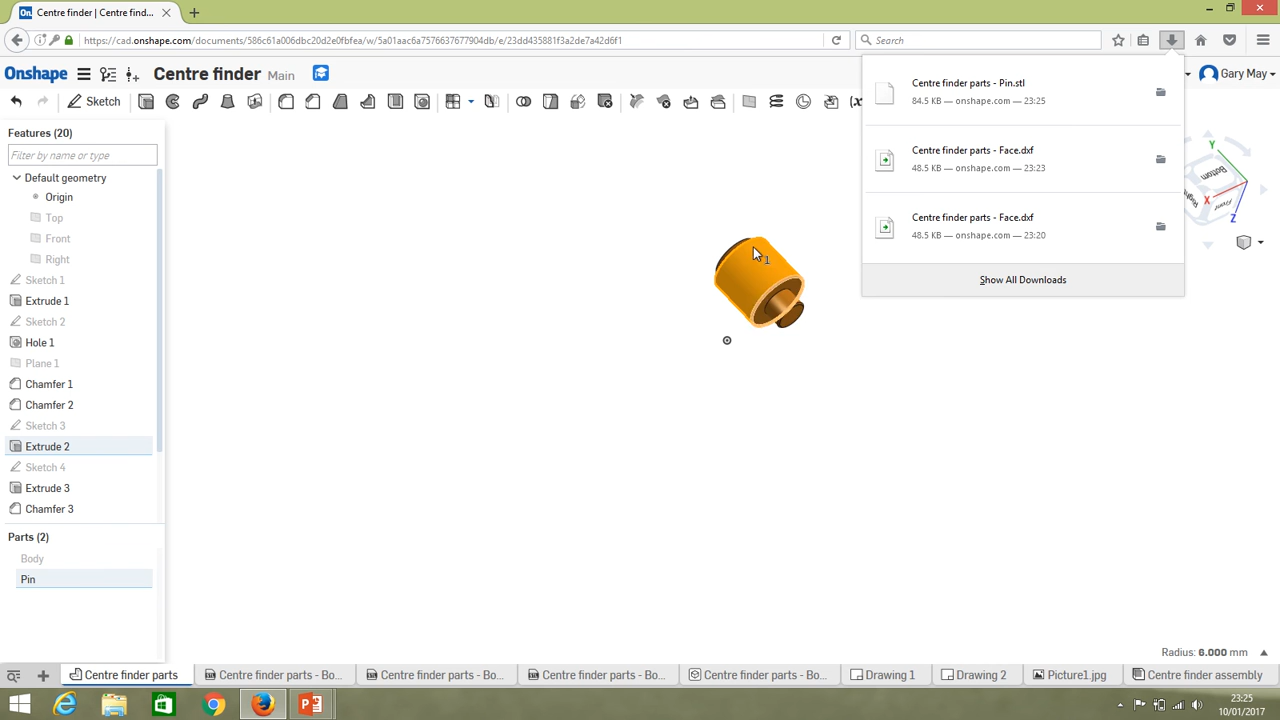 On. Centre finder | Centre find...
https://cad.onshape.com/documents/586c61a006dbc20d2e0fbfea/w/5a01aac6a7576637677904db/e/23dd435881f3a2de7a42d6f1
Search
Onshape Centre finder Main Gary May
Sketch
Features (20)
Filter by name or type
Default geometry
Origin
Top
Front
Right
Sketch 1
Extrude 1
Sketch 2
Hole 1
Plane 1
Chamfer 1
Chamfer 2
Sketch 3
Extrude 2
Sketch 4
Extrude 3
Chamfer 3
Parts (2)
Body
Pin
1
Centre finder parts - Pin.stl
84.5 KB — onshape.com — 23:25
Centre finder parts - Face.dxf
48.5 KB — onshape.com — 23:23
Centre finder parts - Face.dxf
48.5 KB — onshape.com — 23:20
Show All Downloads
Y
Bottom
Right
X
Front
Z
Radius: 6.000 mm
Centre finder parts Centre finder parts - Bo... Centre finder parts - Bo... Centre finder parts - Bo... Centre finder parts - Bo... Drawing 1 Drawing 2 Picture1.jpg Centre finder assembly
23:25
10/01/2017